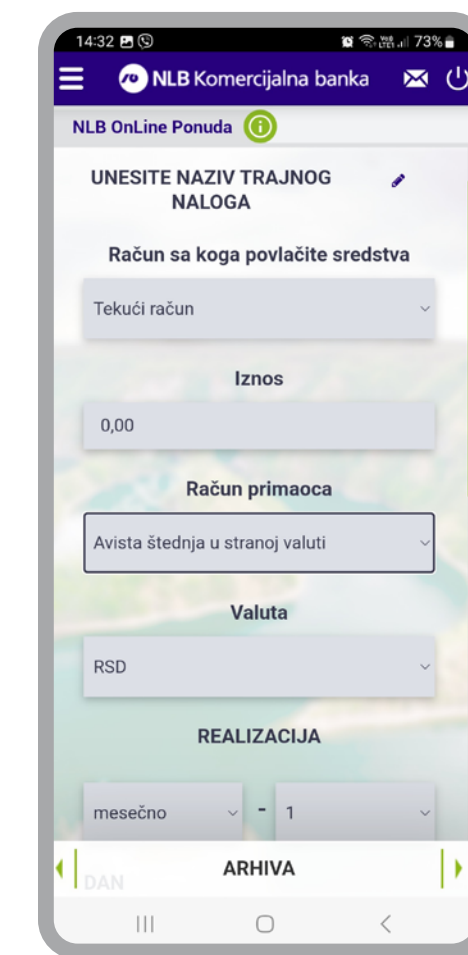 14:32 73%
NLB Komercijalna banka
NLB OnLine Ponuda
UNESITE NAZIV TRAJNOG
NALOGA
Račun sa koga povlačite sredstva
Tekući račun
Iznos
0,00
Račun primaoca
Avista štednja u stranoj valuti
Valuta
RSD
REALIZACIJA
mesečno - 1
DAN
ARHIVA